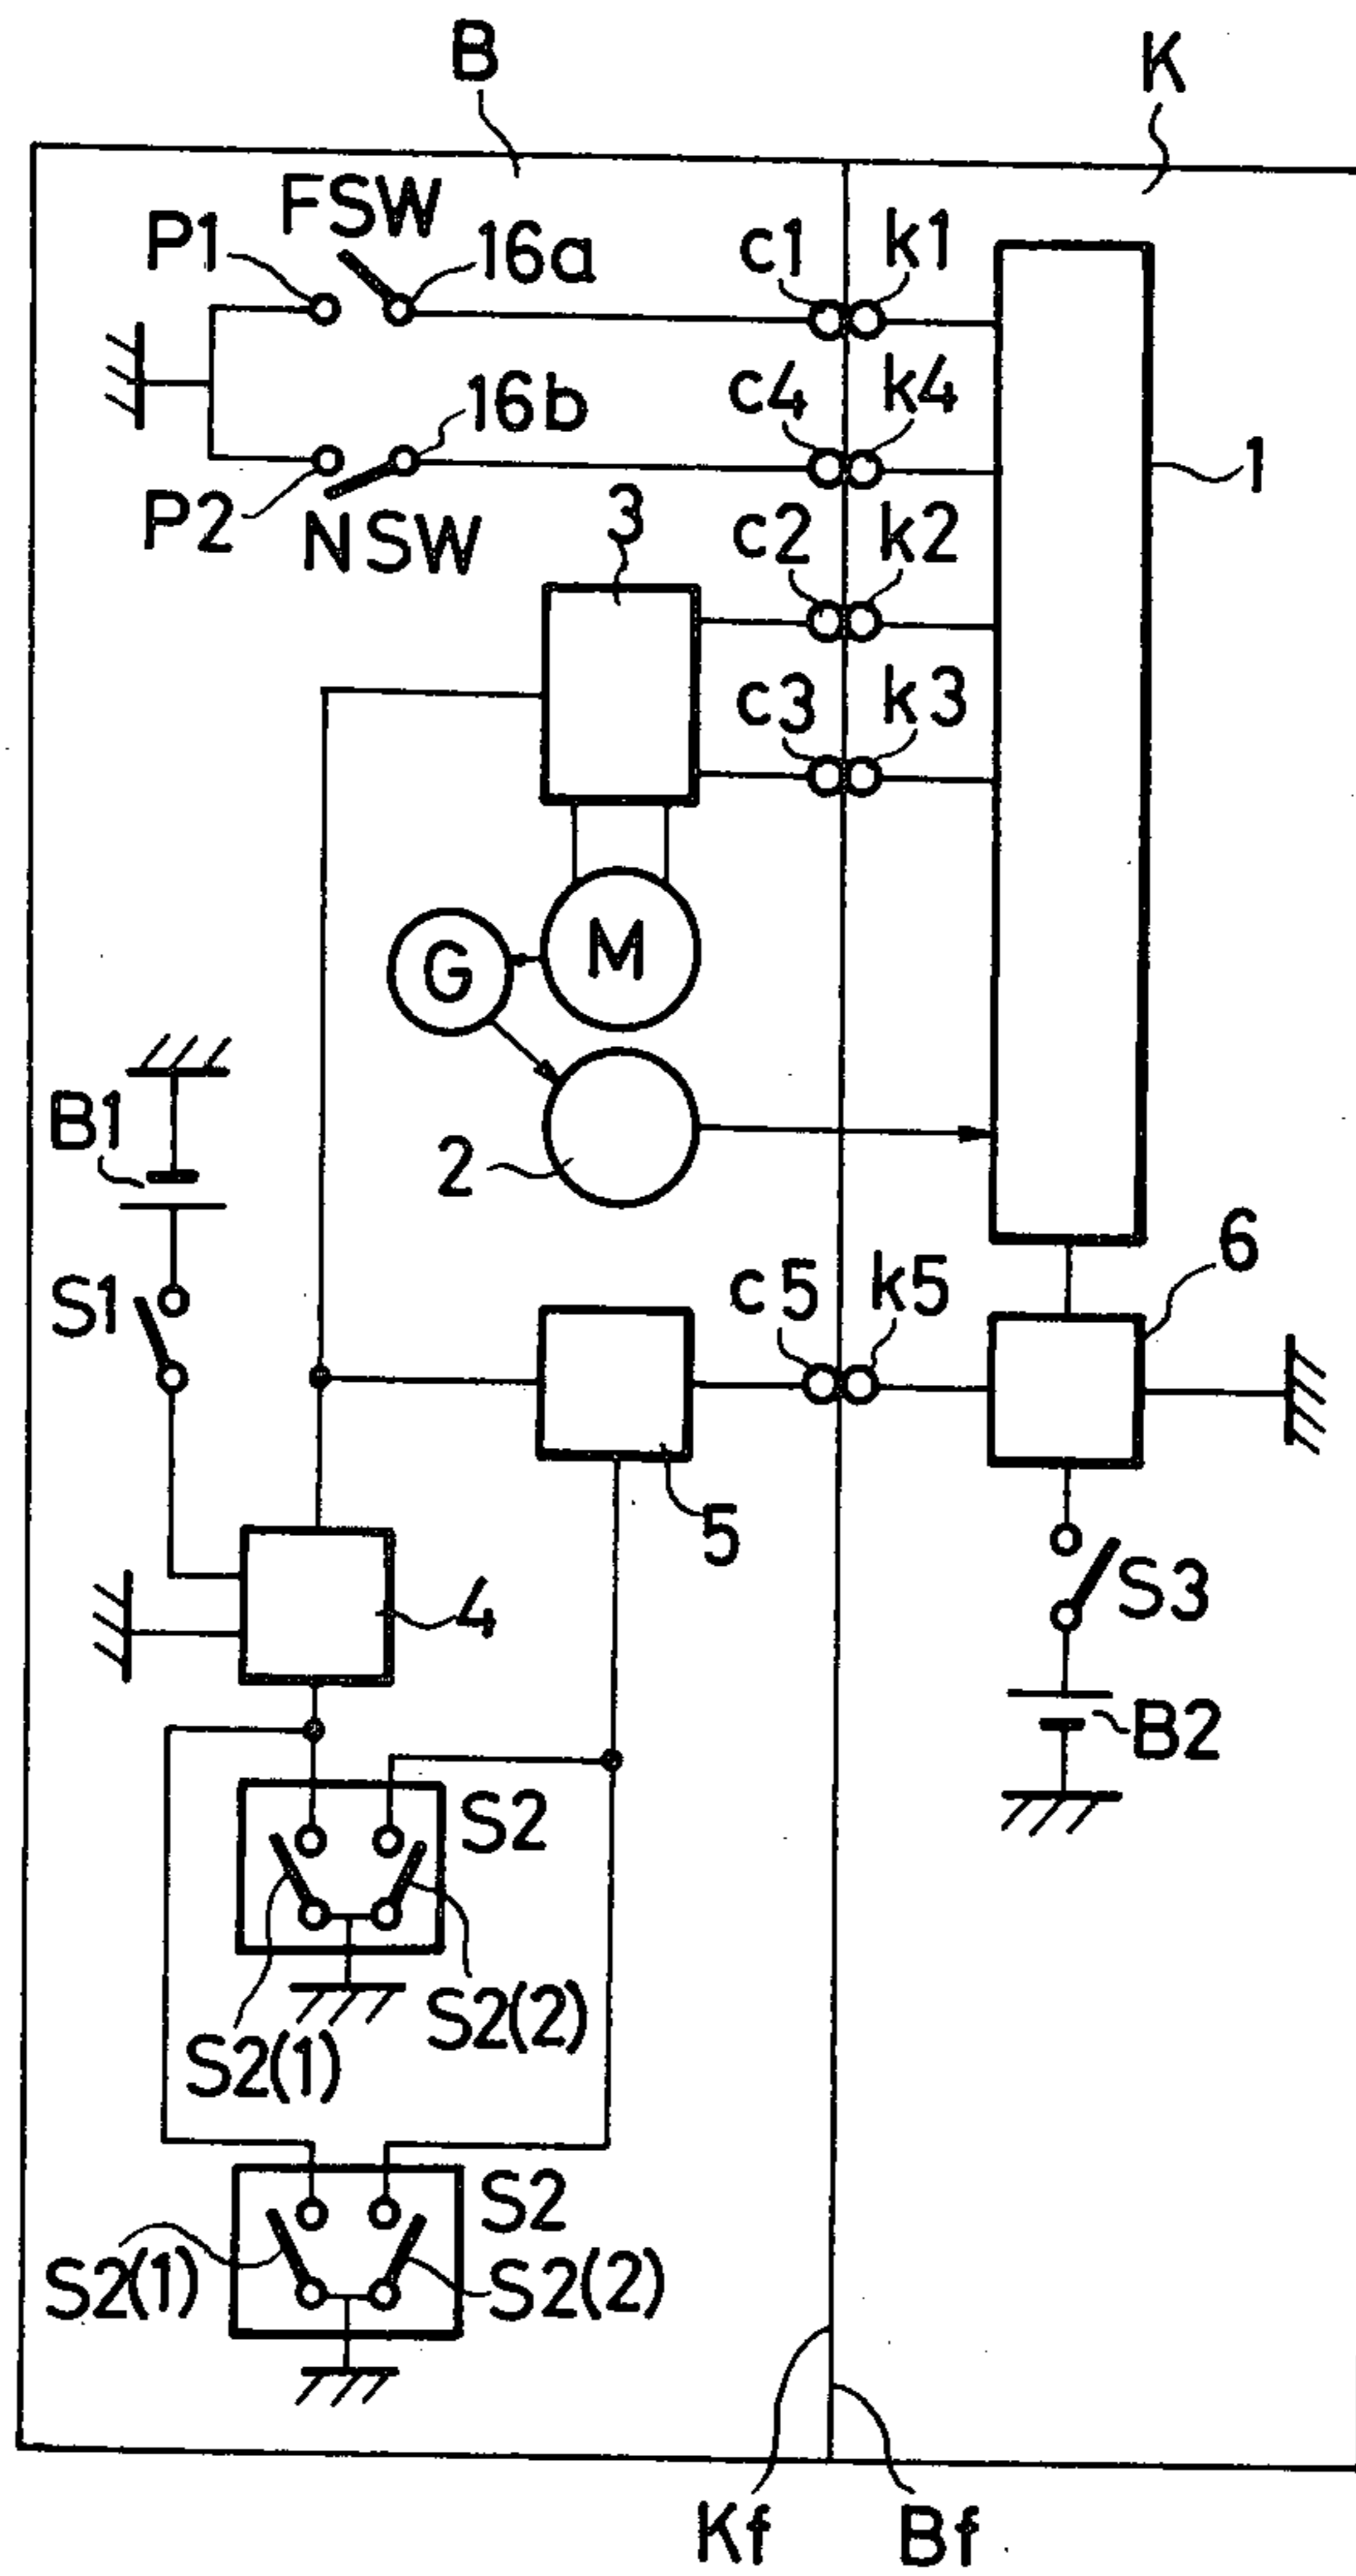 B
K
FSW
P1
16a
c1
k1
c4
k4
16b
1
P2
NSW
3
c2
k2
c3
k3
M
G
B1
2
6
S1
c5
k5
5
S3
4
B2
S2
S2(2)
S2(1)
S2
S2(1)
S2(2)
Kf
Bf